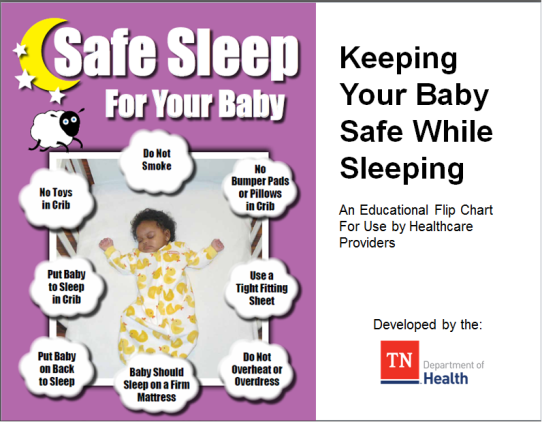 Safe Sleep
For Your Baby
Do Not
Smoke
No Toys
in Crib
No
Bumper Pads
or Pillows
in Crib
Put Baby
to Sleep
in Crib
Use a
Tight Fitting
Sheet
Put Baby
on Back
to Sleep
Baby Should
Sleep on a Firm
Mattress
Do Not
Overheat or
Overdress
Keeping
Your Baby
Safe While
Sleeping
An Educational Flip Chart
For Use by Healthcare
Providers
Developed by the:
TN
Department of
Health